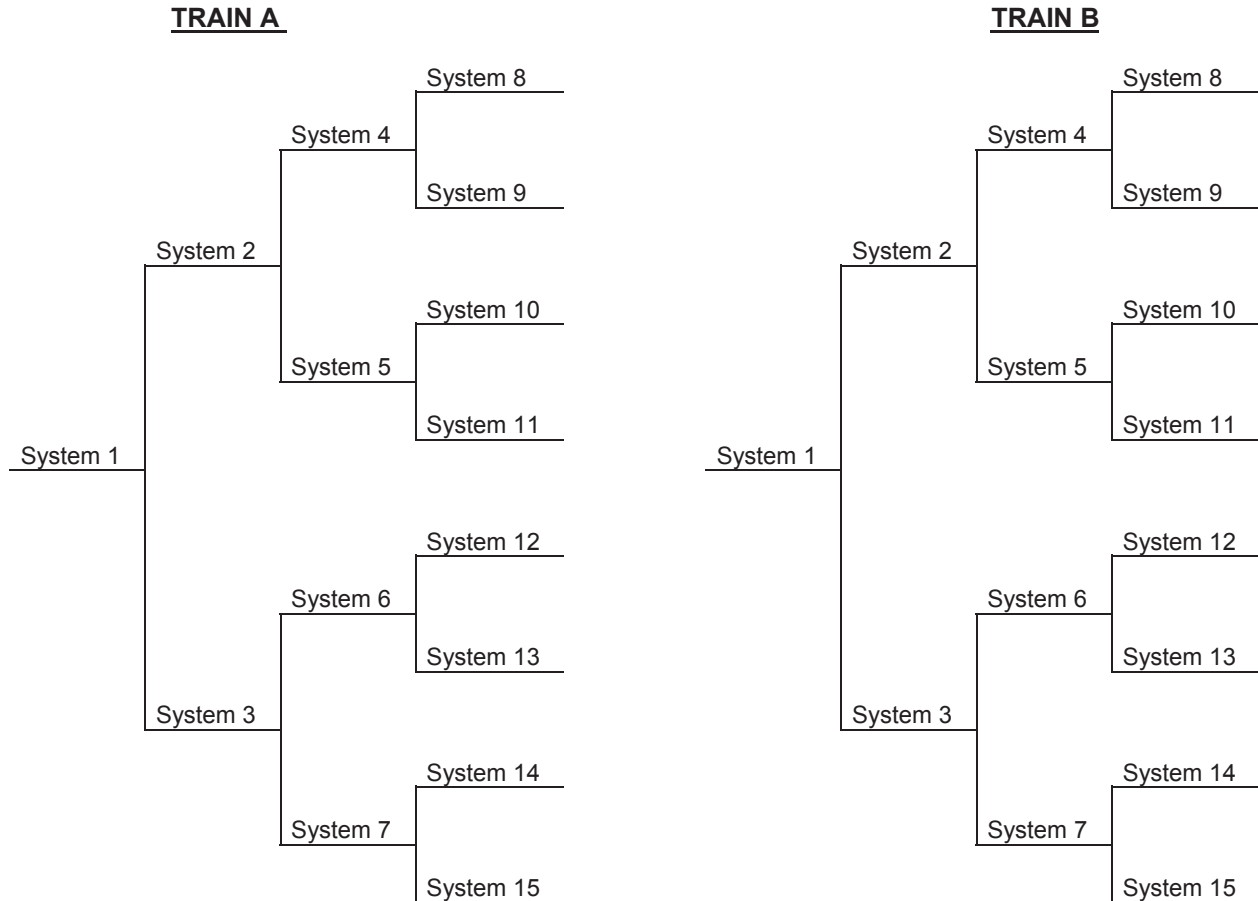 TRAIN A
TRAIN B
System 8
System 8
System 4
System 4
System 9
System 9
System 2
System 2
System 10
System 10
System 5
System 5
System 11
System 11
System 1
System 1
System 12
System 12
System 6
System 6
System 13
System 13
System 3
System 3
System 14
System 14
System 7
System 7
System 15
System 15